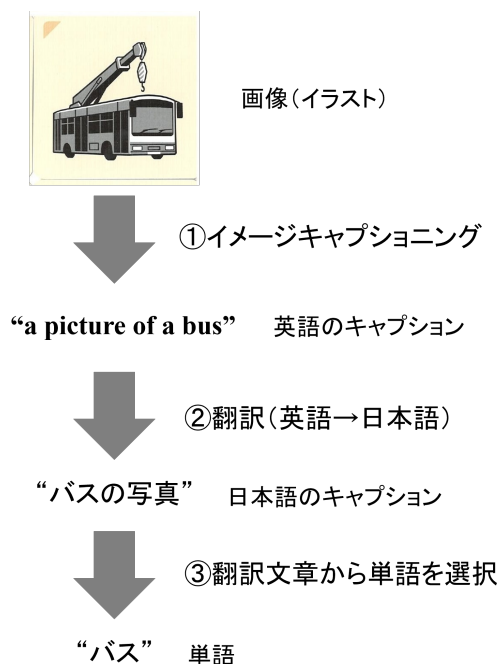 画像（イラスト）
①イメージキャプショニング
“a picture of a bus” 英語のキャプション
②翻訳（英語→日本語）
“バスの写真” 日本語のキャプション
③翻訳文章から単語を選択
“バス” 単語